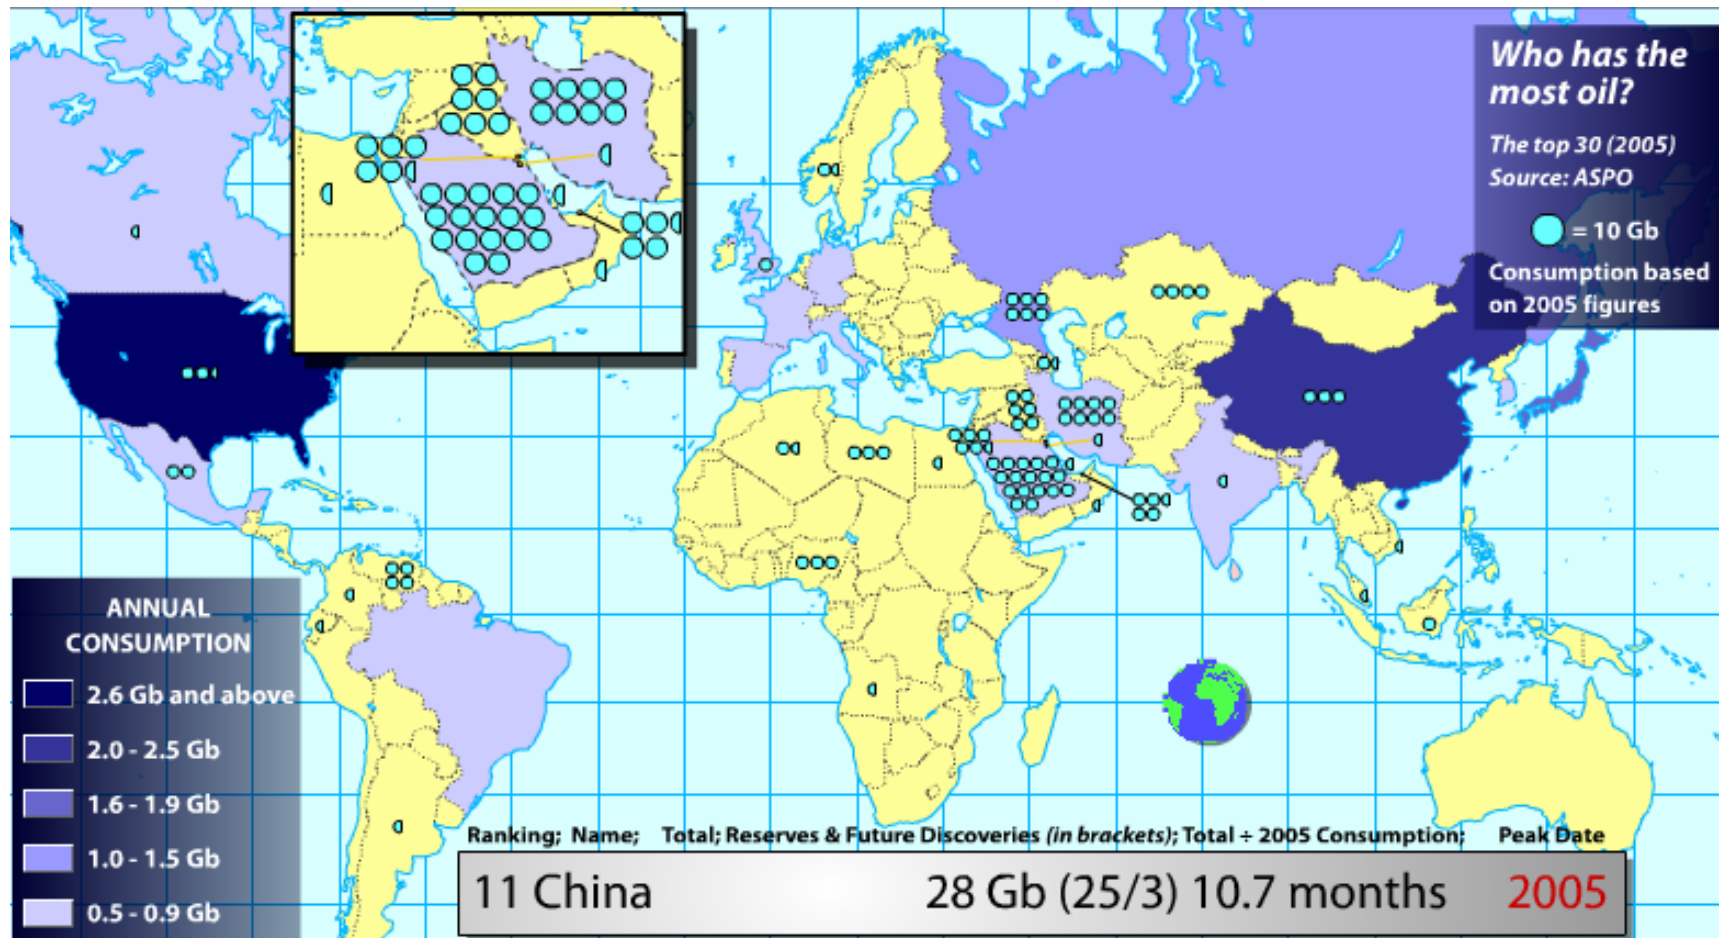 Who has the
most oil?
The top 30 (2005)
Source: ASPO
= 10 Gb
Consumption based
on 2005 figures
ANNUAL
CONSUMPTION
2.6 Gb and above
2.0 - 2.5 Gb
1.6 - 1.9 Gb
1.0 - 1.5 Gb
0.5 - 0.9 Gb
Ranking; Name; Total; Reserves & Future Discoveries (in brackets); Total ÷ 2005 Consumption; Peak Date
11 China 28 Gb (25/3) 10.7 months 2005